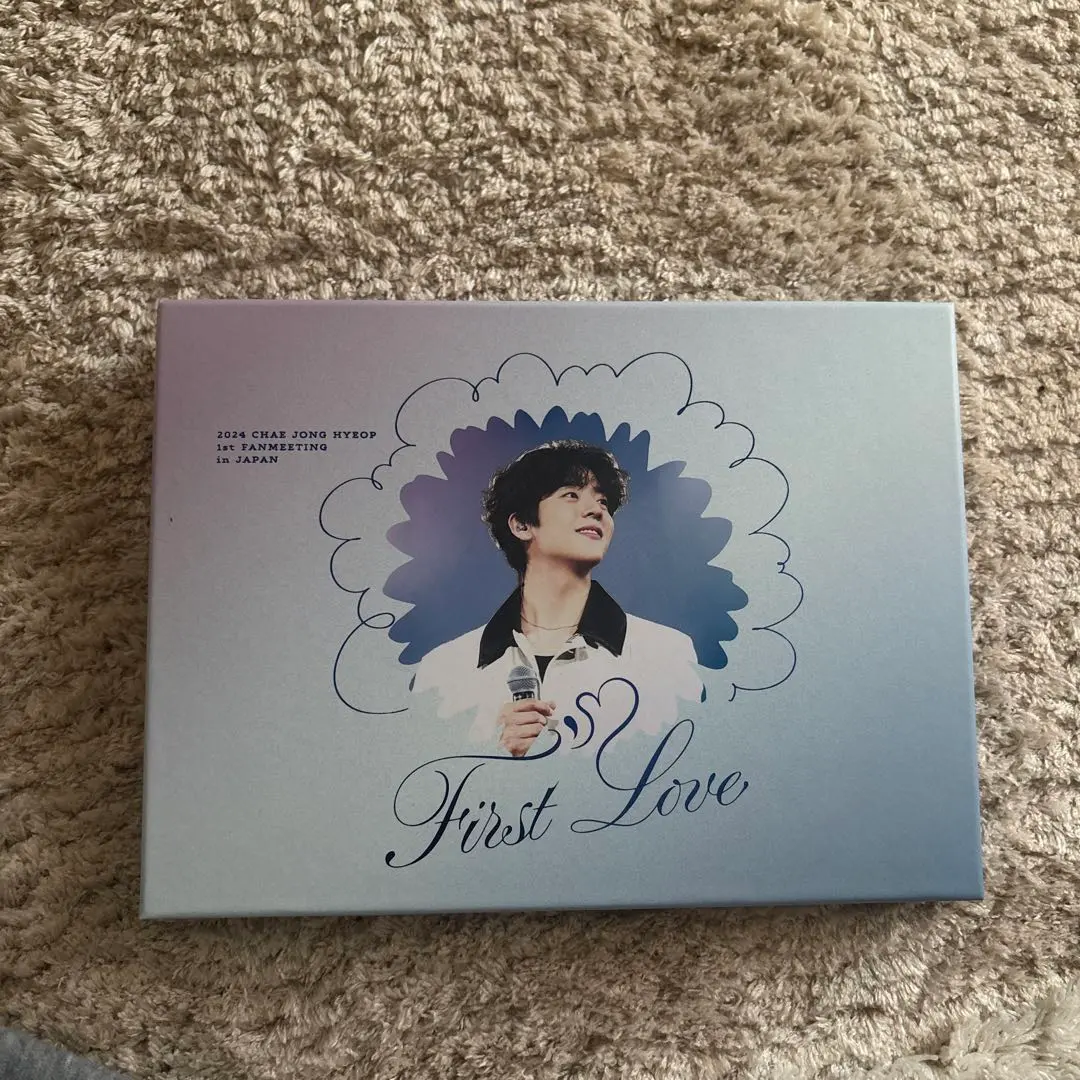 2024 CHAE JONG HYEOP
1st FANMEETING
in JAPAN
First Love